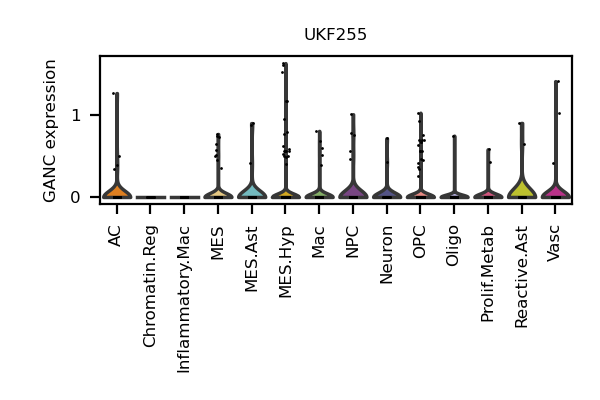 UKF255
GANC expression
1
0
AC
Chromatin.Reg
Inflammatory.Mac
MES
MES.Ast
MES.Hyp
Mac
NPC
Neuron
OPC
Oligo
Prolif.Metab
Reactive.Ast
Vasc